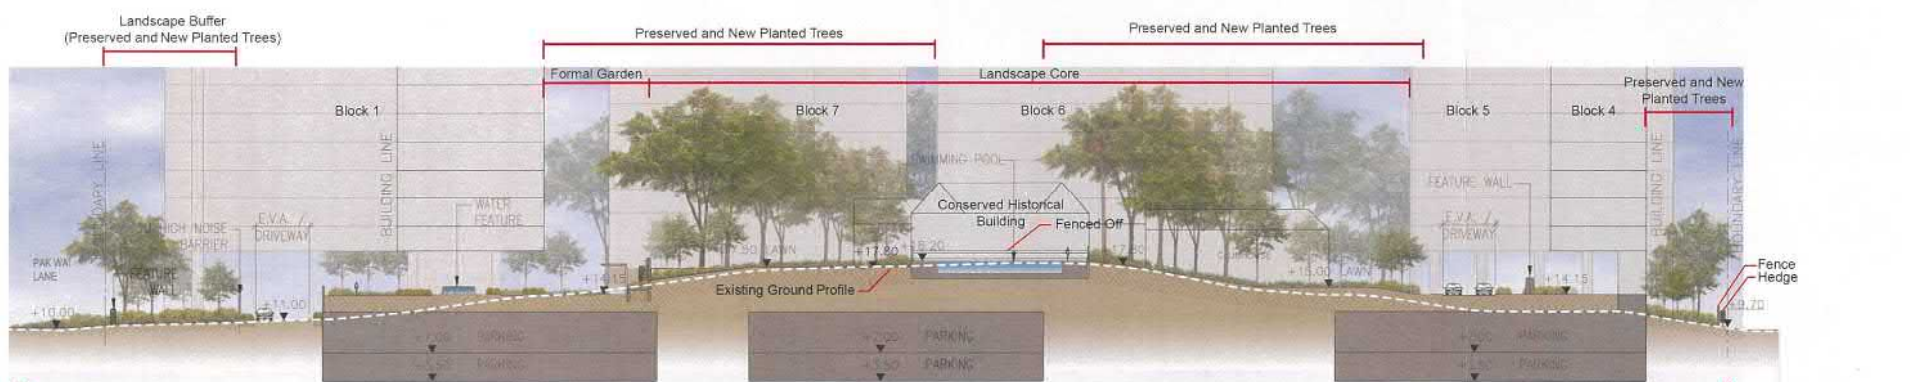 Landscape Buffer
(Preserved and New Planted Trees)
Preserved and New Planted Trees
Preserved and New Planted Trees
Formal Garden
Landscape Core
Preserved and New
Planted Trees
Block 1
Block 7
Block 6
Block 5
Block 4
BUILDING LINE
BUILDING LINE
BOUNDARY LINE
SWIMMING POOL
FEATURE WALL
WATER
FEATURE
Conserved Historical
Building
Fenced Off
HIGH NOISE
BARRIER
E.V.A. /
DRIVEWAY
E.V.A. /
DRIVEWAY
PAK WAI
LANE
FEATURE
WALL
LAWN
+17.80
+18.20
+14.15
+15.00 LAWN
+14.15
Existing Ground Profile
Fence
Hedge
+10.00
+11.00
+9.70
PARKING
PARKING
PARKING
PARKING
PARKING
PARKING